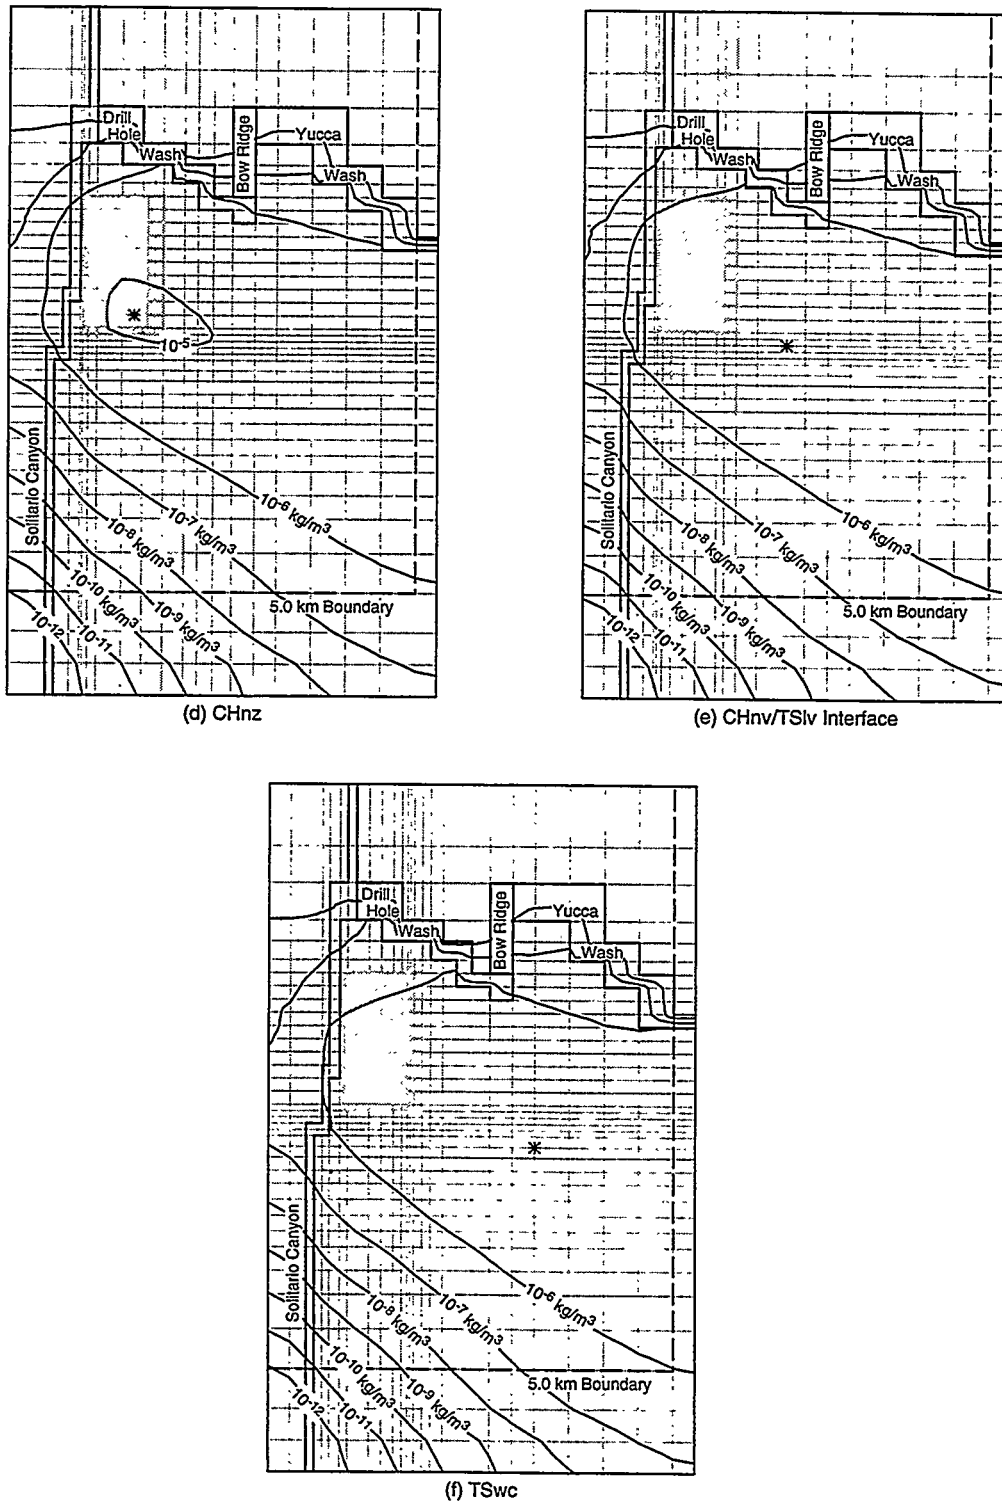 Drill
Hole
Wash
Bow Ridge
Yucca
Wash
10-5
Solitario Canyon
10-6 kg/m3
10-7 kg/m3
10-8 kg/m3
10-9 kg/m3
10-10 kg/m3
10-11
10-12
5.0 km Boundary
(d) CHnz
Drill
Hole
Wash
Bow Ridge
Yucca
Wash
Solitario Canyon
10-6 kg/m3
10-7 kg/m3
10-8 kg/m3
10-9 kg/m3
10-10 kg/m3
10-11
10-12
5.0 km Boundary
(e) CHnv/TSlv Interface
Drill
Hole
Wash
Bow Ridge
Yucca
Wash
Solitario Canyon
10-6 kg/m3
10-7 kg/m3
10-8 kg/m3
10-9 kg/m3
10-10 kg/m3
10-11
10-12
5.0 km Boundary
(f) TSwc